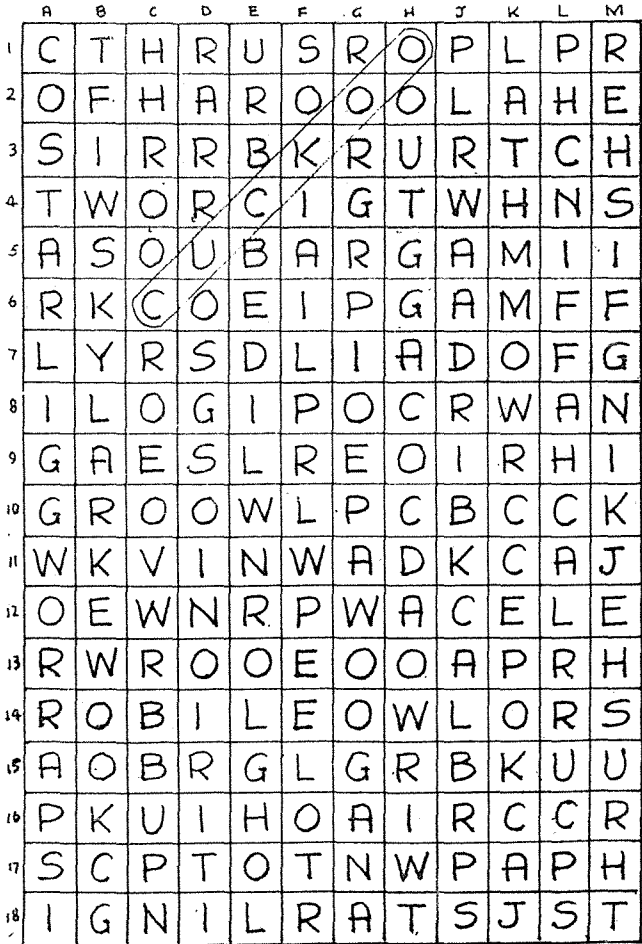 A B C D E F G H J K L M
1 C T H R U S R O P L P R
2 O F H A R O O O L A H E
3 S I R R B K R U R T C H
4 T W O R C I G T W H N S
5 A S O U B A R G A M I I
6 R K C O E I P G A M F F
7 L Y R S D L I A D O F G
8 I L O G I P O C R W A N
9 G A E S L R E O I R H I
10 G R O O W L P C B C C K
11 W K V I N W A D K C A J
12 O E W N R P W A C E L E
13 R W R O O E O O A P R H
14 R O B I L E O W L O R S
15 A O B R G L G R B K U U
16 P K U I H O A I R C C R
17 S C P T O T N W P A P H
18 I G N I L R A T S J S T